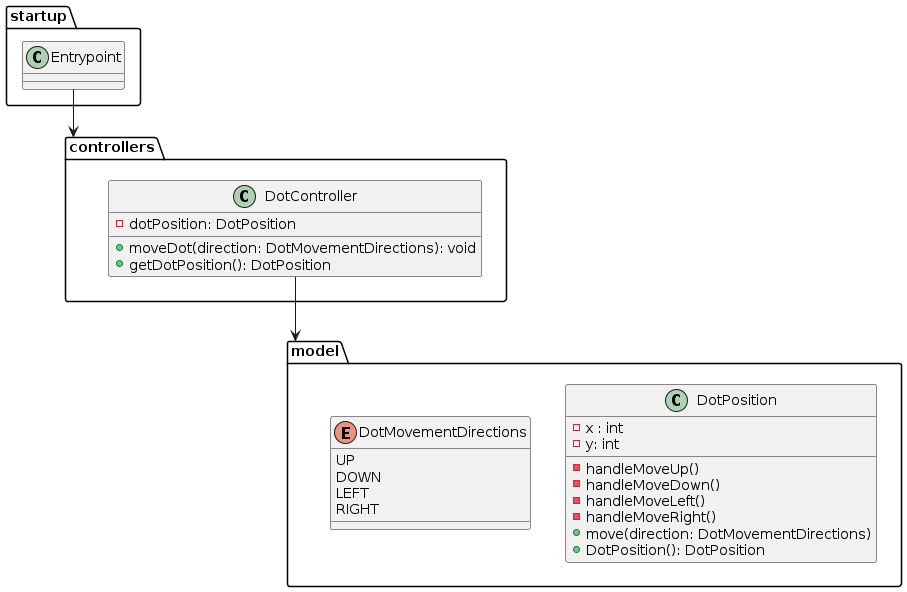 startup
C Entrypoint
controllers
C DotController
dotPosition: DotPosition
moveDot(direction: DotMovementDirections): void
getDotPosition(): DotPosition
model
E DotMovementDirections
UP
DOWN
LEFT
RIGHT
C DotPosition
x : int
y: int
handleMoveUp()
handleMoveDown()
handleMoveLeft()
handleMoveRight()
move(direction: DotMovementDirections)
DotPosition(): DotPosition